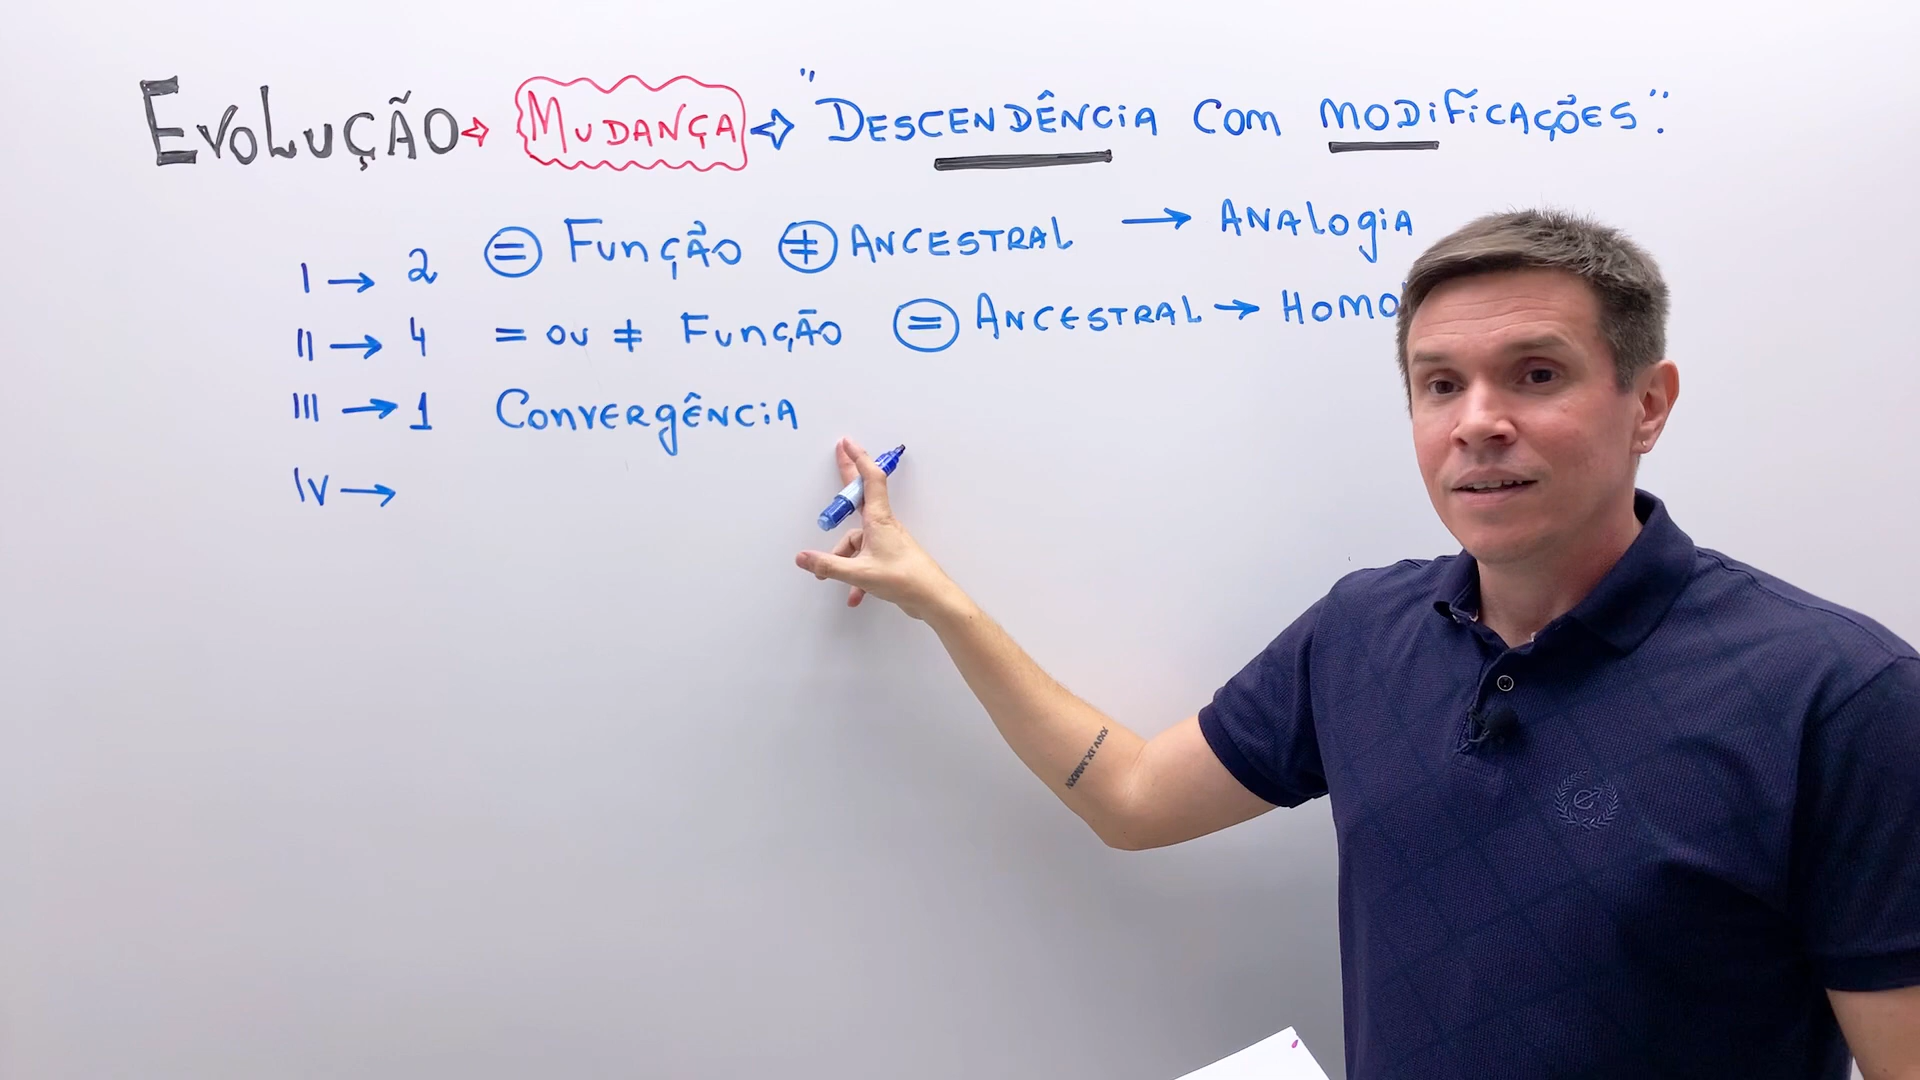 EVOLUÇÃO → MUDANÇA → "DESCENDÊNCIA COM MODIFICAÇÕES".
I → 2 = FUNÇÃO ≠ ANCESTRAL → ANALOGIA
II → 4 = OU ≠ FUNÇÃO = ANCESTRAL → HOMO
III → 1 CONVERGÊNCIA
IV →